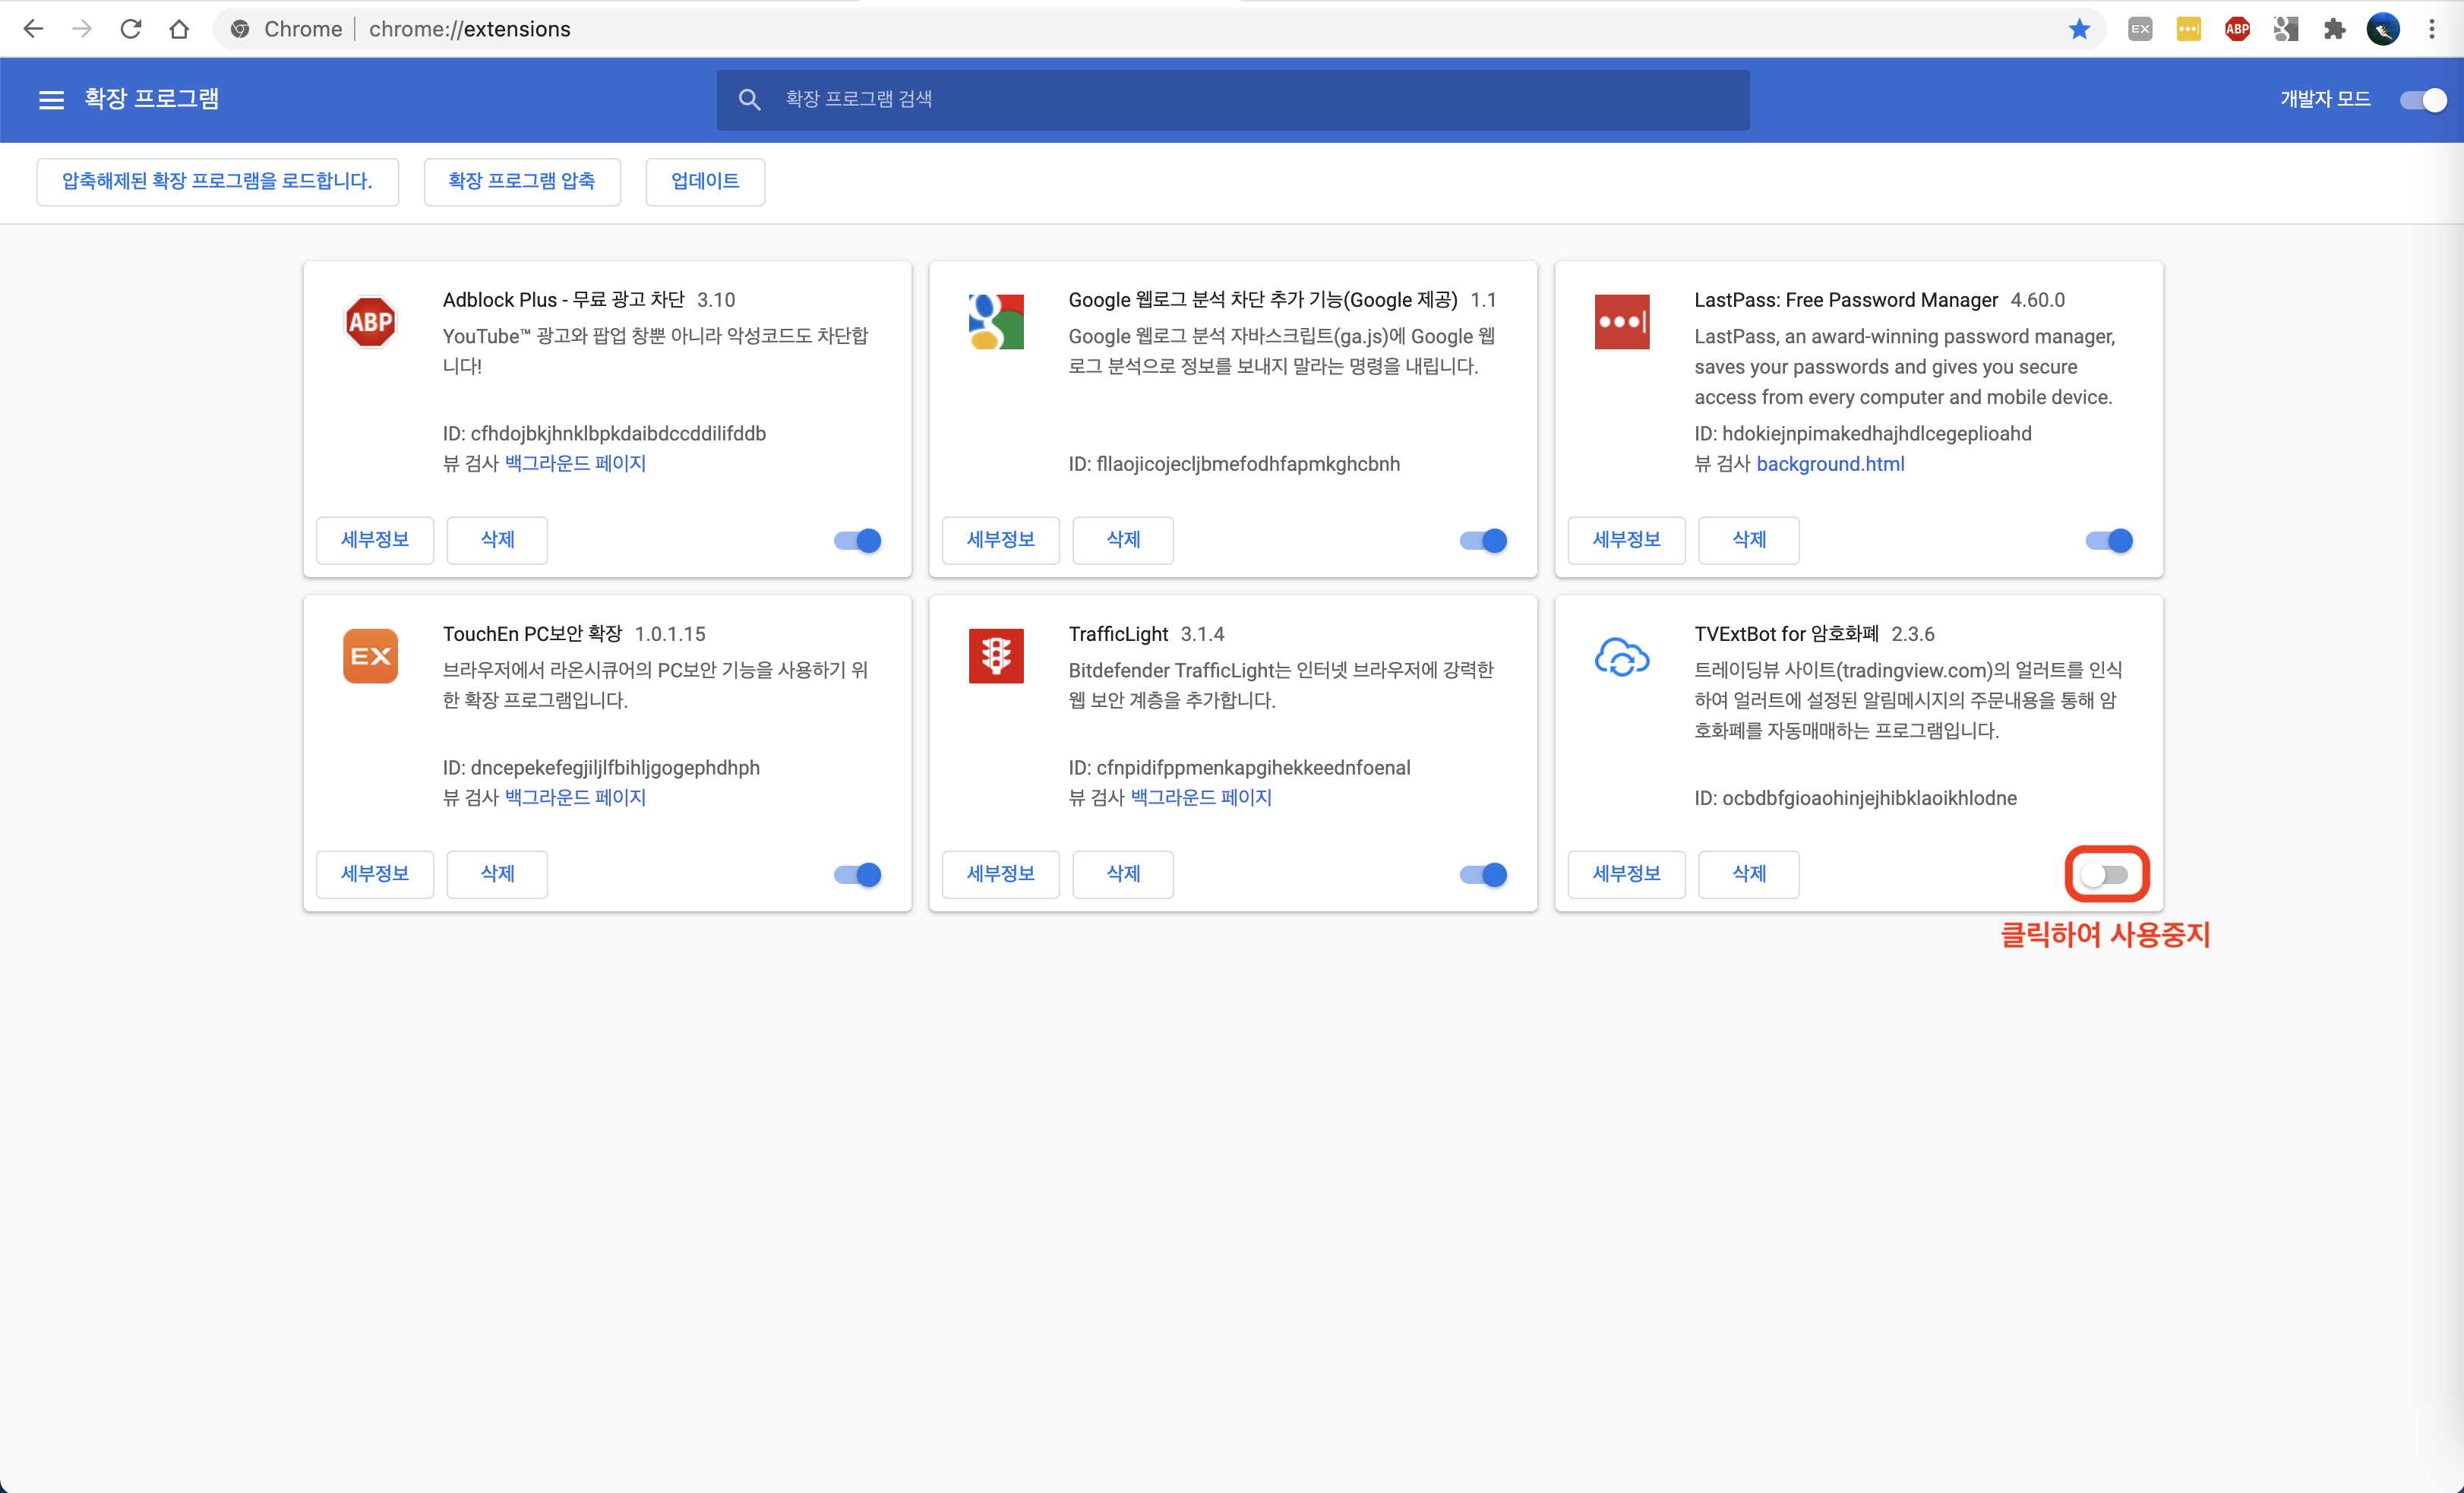 Chrome | chrome://extensions
EX
ABP
확장 프로그램
확장 프로그램 검색
개발자 모드
압축해제된 확장 프로그램을 로드합니다.
확장 프로그램 압축
업데이트
ABP
Adblock Plus - 무료 광고 차단 3.10
YouTube™ 광고와 팝업 창뿐 아니라 악성코드도 차단합
니다!
ID: cfhdojbkjhnklbpkdaibdccddilifddb
뷰 검사 백그라운드 페이지
세부정보
삭제
Google 웹로그 분석 차단 추가 기능(Google 제공) 1.1
Google 웹로그 분석 자바스크립트(ga.js)에 Google 웹
로그 분석으로 정보를 보내지 말라는 명령을 내립니다.
ID: fllaojicojecljbmefodhfapmkghcbnh
세부정보
삭제
LastPass: Free Password Manager 4.60.0
LastPass, an award-winning password manager,
saves your passwords and gives you secure
access from every computer and mobile device.
ID: hdokiejnpimakedhajhdlcegeplioahd
뷰 검사 background.html
세부정보
삭제
EX
TouchEn PC보안 확장 1.0.1.15
브라우저에서 라온시큐어의 PC보안 기능을 사용하기 위
한 확장 프로그램입니다.
ID: dncepekefegjiljlfbihljgogephdhph
뷰 검사 백그라운드 페이지
세부정보
삭제
TrafficLight 3.1.4
Bitdefender TrafficLight는 인터넷 브라우저에 강력한
웹 보안 계층을 추가합니다.
ID: cfnpidifppmenkapgihekkeednfoenal
뷰 검사 백그라운드 페이지
세부정보
삭제
TVExtBot for 암호화폐 2.3.6
트레이딩뷰 사이트(tradingview.com)의 얼러트를 인식
하여 얼러트에 설정된 알림메시지의 주문내용을 통해 암
호화폐를 자동매매하는 프로그램입니다.
ID: ocbdbfgioaohinjejhibklaoikhlodne
세부정보
삭제
클릭하여 사용중지